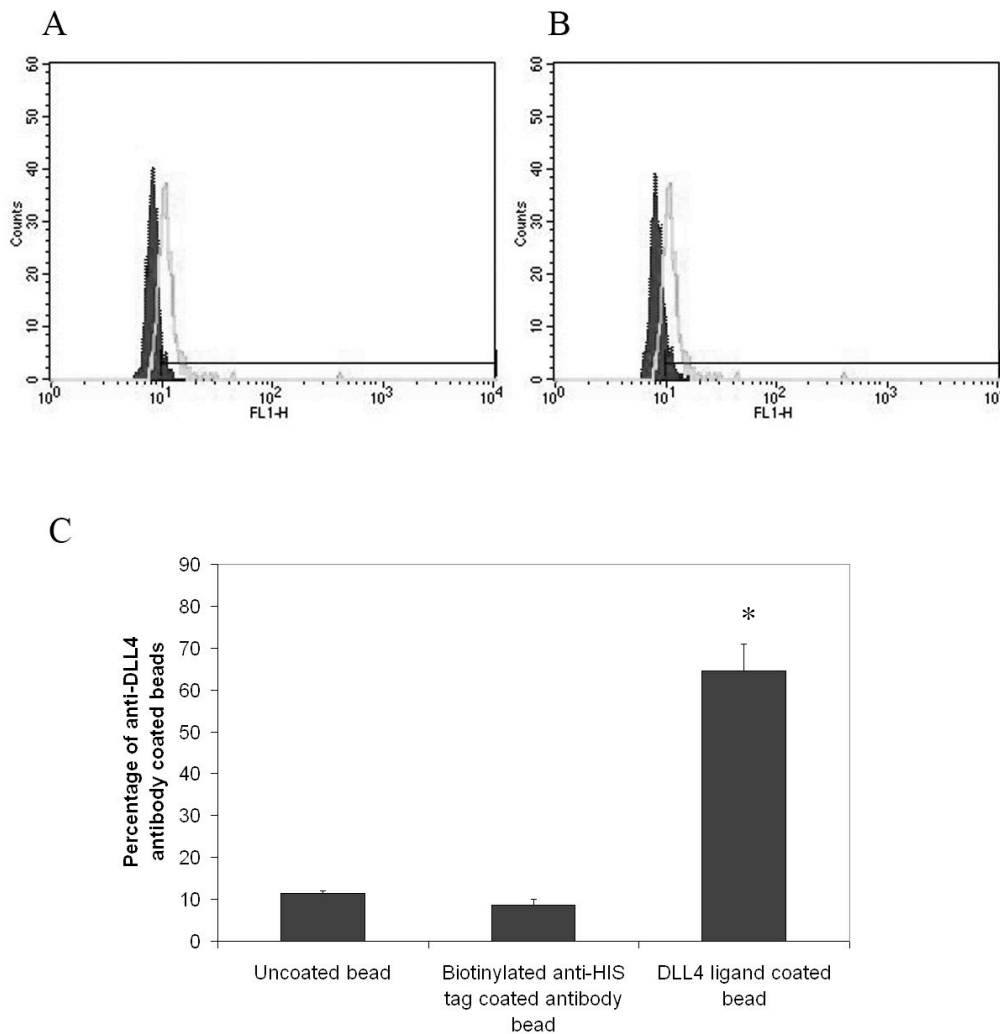 A
B
60
50
40
30
20
10
0
Counts
10⁰ 10¹ 10² 10³ 10⁴
FL1-H
60
50
40
30
20
10
0
Counts
10⁰ 10¹ 10² 10³
FL1-H
C
90
80
70
60
50
40
30
20
10
0
Percentage of anti-DLL4
antibody coated beads
*
Uncoated bead
Biotinylated anti-HIS
tag coated antibody
bead
DLL4 ligand coated
bead